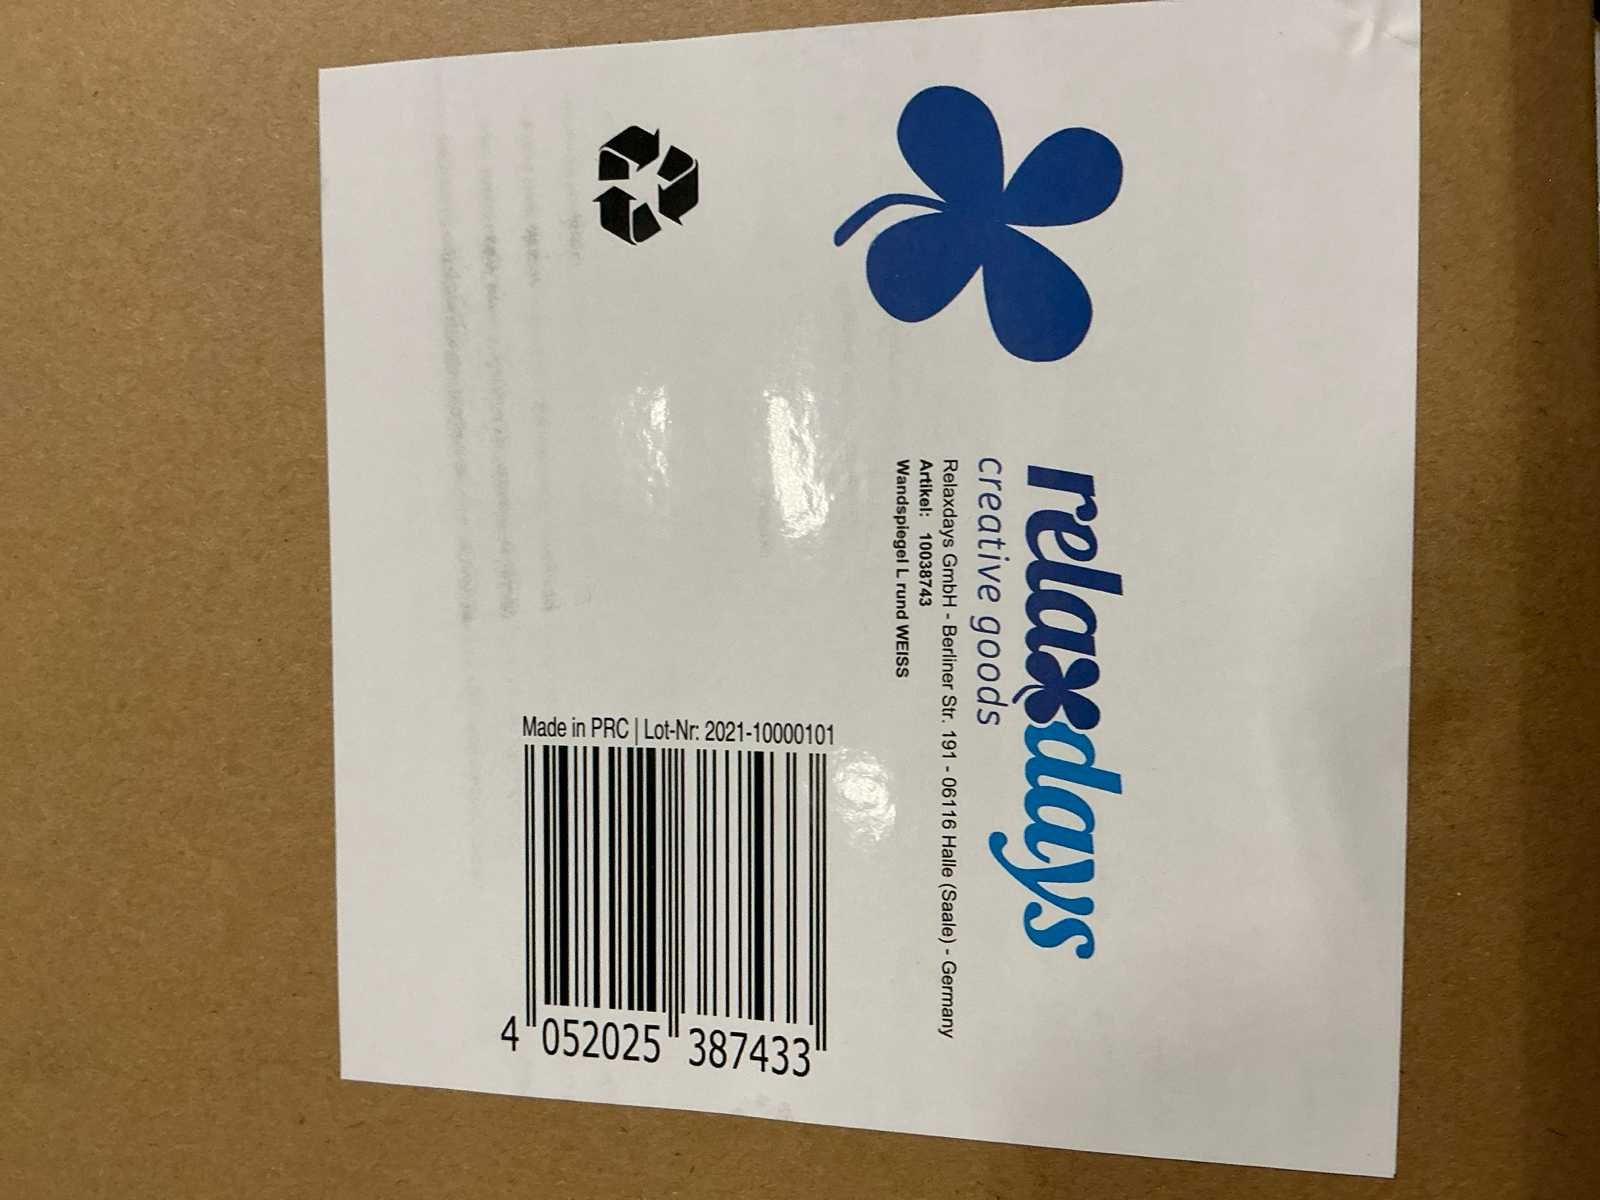 relaxdays
creative goods
Relaxdays GmbH - Berliner Str. 191 - 06116 Halle (Saale) - Germany
Artikel: 10038743
Wandspiegel L rund WEISS
Made in PRC | Lot-Nr: 2021-10000101
4 052025 387433